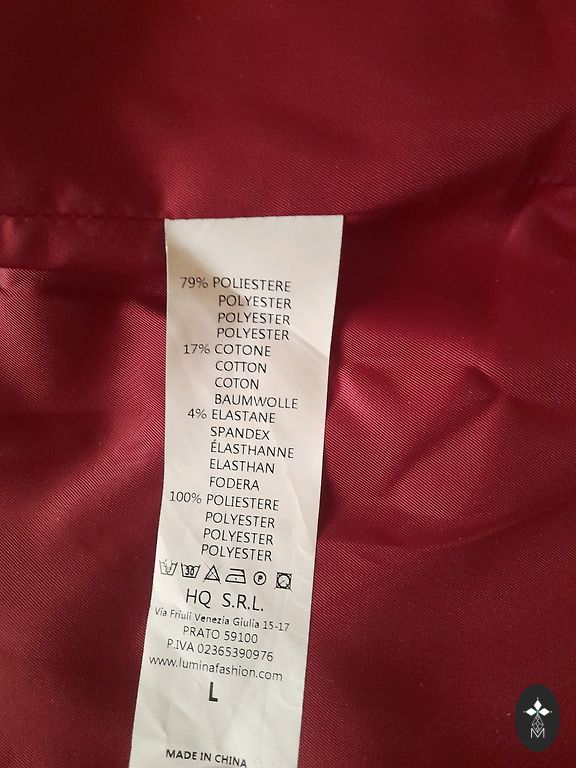 79% POLIESTERE
POLYESTER
POLYESTER
POLYESTER
17% COTONE
COTTON
COTON
BAUMWOLLE
4% ELASTANE
SPANDEX
ÉLASTHANNE
ELASTHAN
FODERA
100% POLIESTERE
POLYESTER
POLYESTER
POLYESTER
30
P
HQ S.R.L.
Via Friuli Venezia Giulia 15-17
PRATO 59100
P.IVA 02365390976
www.luminafashion.com
L
MADE IN CHINA
M